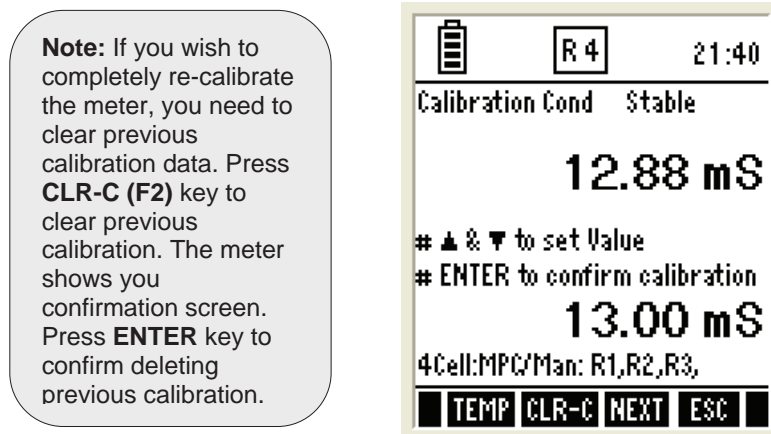 Note: If you wish to
completely re-calibrate
the meter, you need to
clear previous
calibration data. Press
CLR-C (F2) key to
clear previous
calibration. The meter
shows you
confirmation screen.
Press ENTER key to
confirm deleting
previous calibration.
R 4 21:40
Calibration Cond Stable
12.88 mS
# ▲ & ▼ to set Value
# ENTER to confirm calibration
13.00 mS
4Cell:MPC/Man: R1,R2,R3,
TEMP CLR-C NEXT ESC